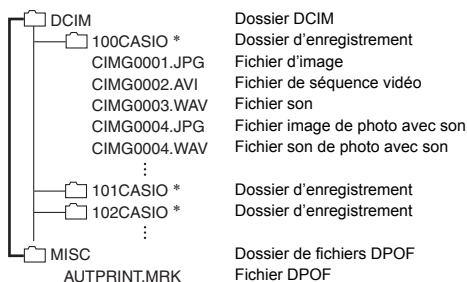 DCIM Dossier DCIM
100CASIO * Dossier d’enregistrement
CIMG0001.JPG Fichier d’image
CIMG0002.AVI Fichier de séquence vidéo
CIMG0003.WAV Fichier son
CIMG0004.JPG Fichier image de photo avec son
CIMG0004.WAV Fichier son de photo avec son
101CASIO * Dossier d’enregistrement
102CASIO * Dossier d’enregistrement
MISC Dossier de fichiers DPOF
AUTPRINT.MRK Fichier DPOF